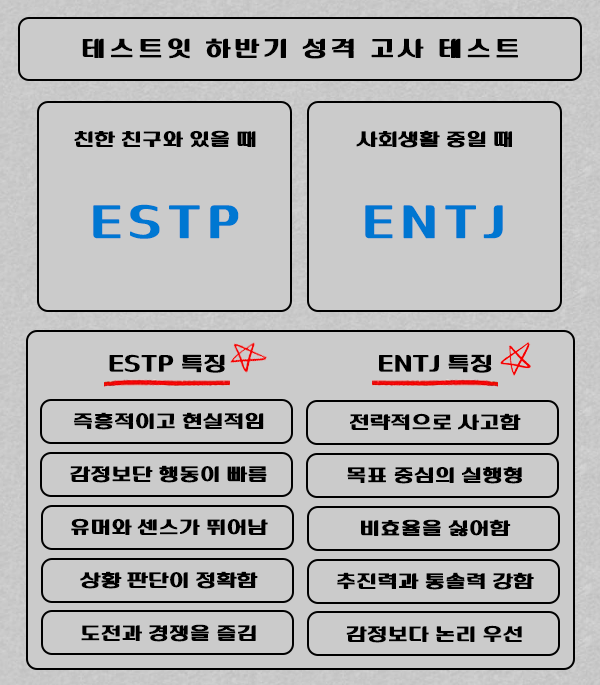 테스트잇 하반기 성격 고사 테스트
친한 친구와 있을 때
ESTP
사회생활 중일 때
ENTJ
ESTP 특징
즉흥적이고 현실적임
감정보단 행동이 빠름
유머와 센스가 뛰어남
상황 판단이 정확함
도전과 경쟁을 즐김
ENTJ 특징
전략적으로 사고함
목표 중심의 실행형
비효율을 싫어함
추진력과 통솔력 강함
감정보다 논리 우선